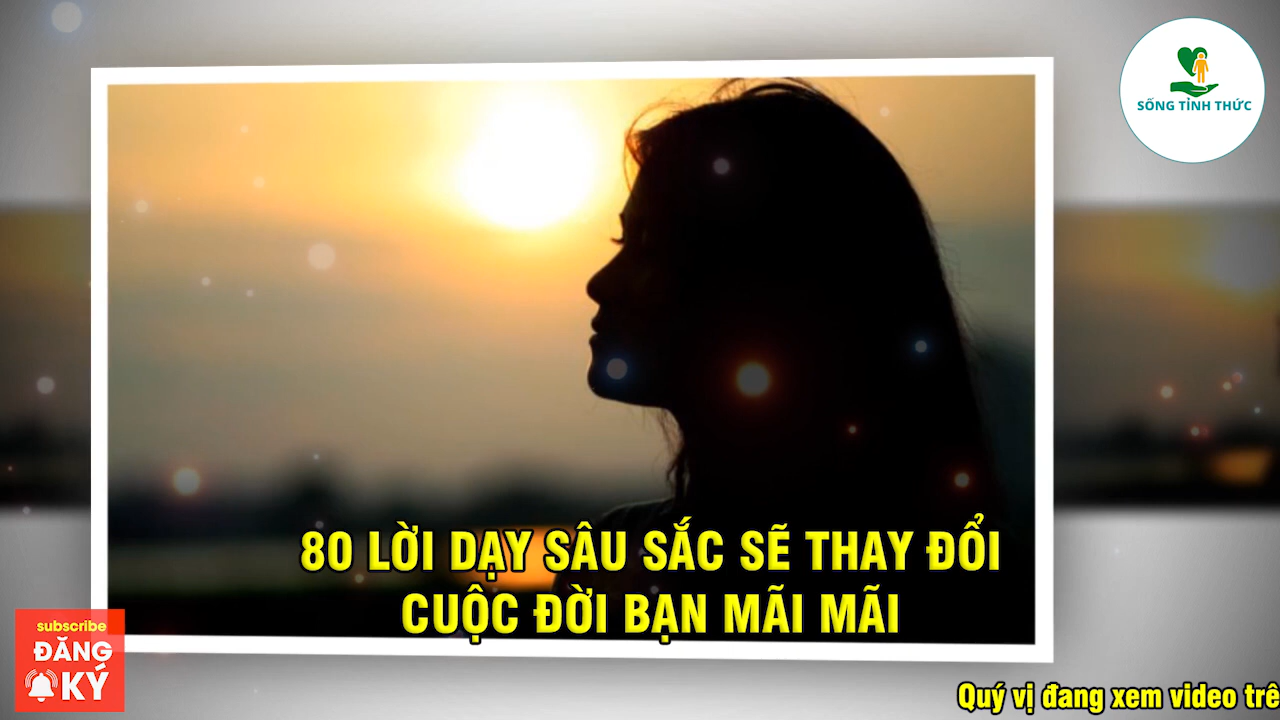 SỐNG TỈNH THỨC
80 LỜI DẠY SÂU SẮC SẼ THAY ĐỔI
CUỘC ĐỜI BẠN MÃI MÃI
subscribe
ĐĂNG
KÝ
Quý vị đang xem video trê